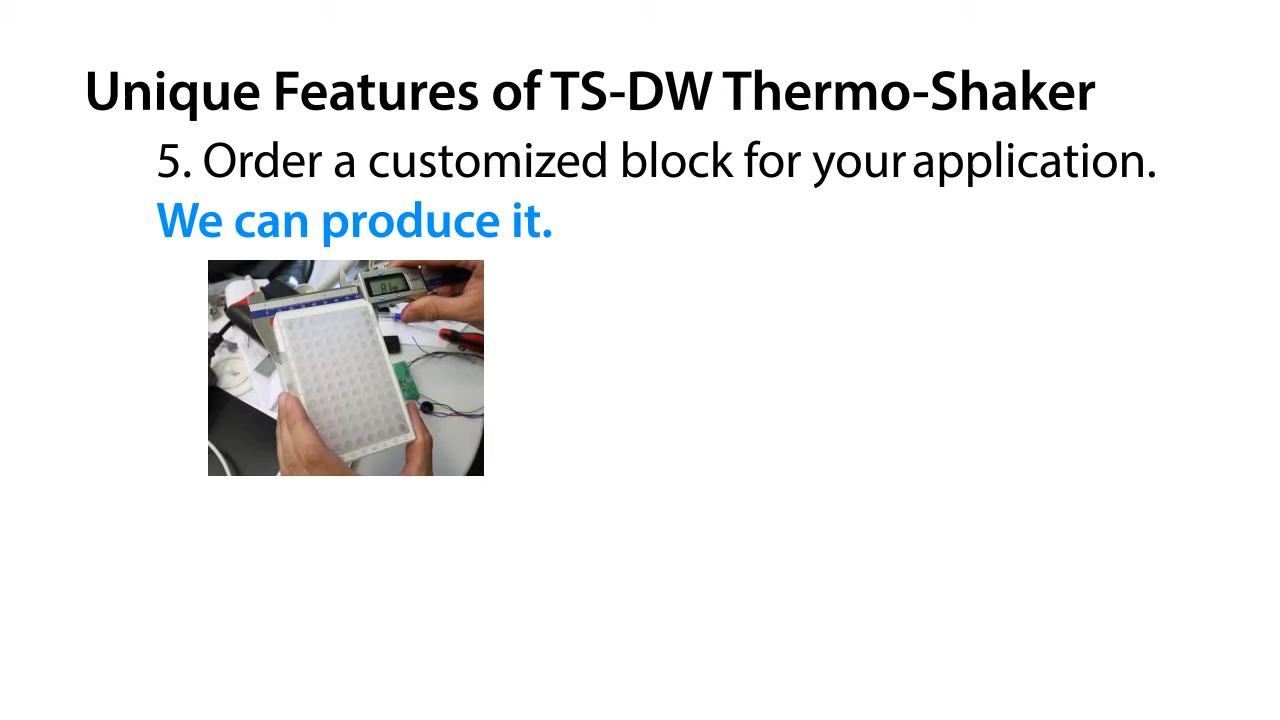 Unique Features of TS-DW Thermo-Shaker
5. Order a customized block for your application.
We can produce it.